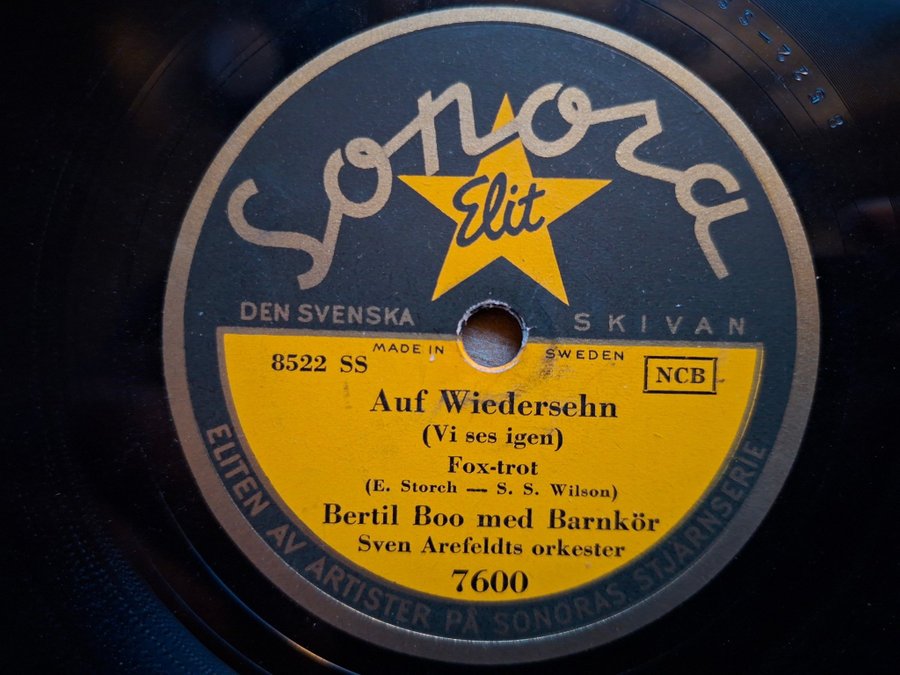 Sonora
Elit
DEN SVENSKA SKIVAN
MADE IN SWEDEN
8522 SS
NCB
Auf Wiedersehn
(Vi ses igen)
Fox-trot
(E. Storch — S. S. Wilson)
Bertil Boo med Barnkör
Sven Arefeldts orkester
7600
ELITEN AV ARTISTER PÅ SONORAS STJÄRNSERIE